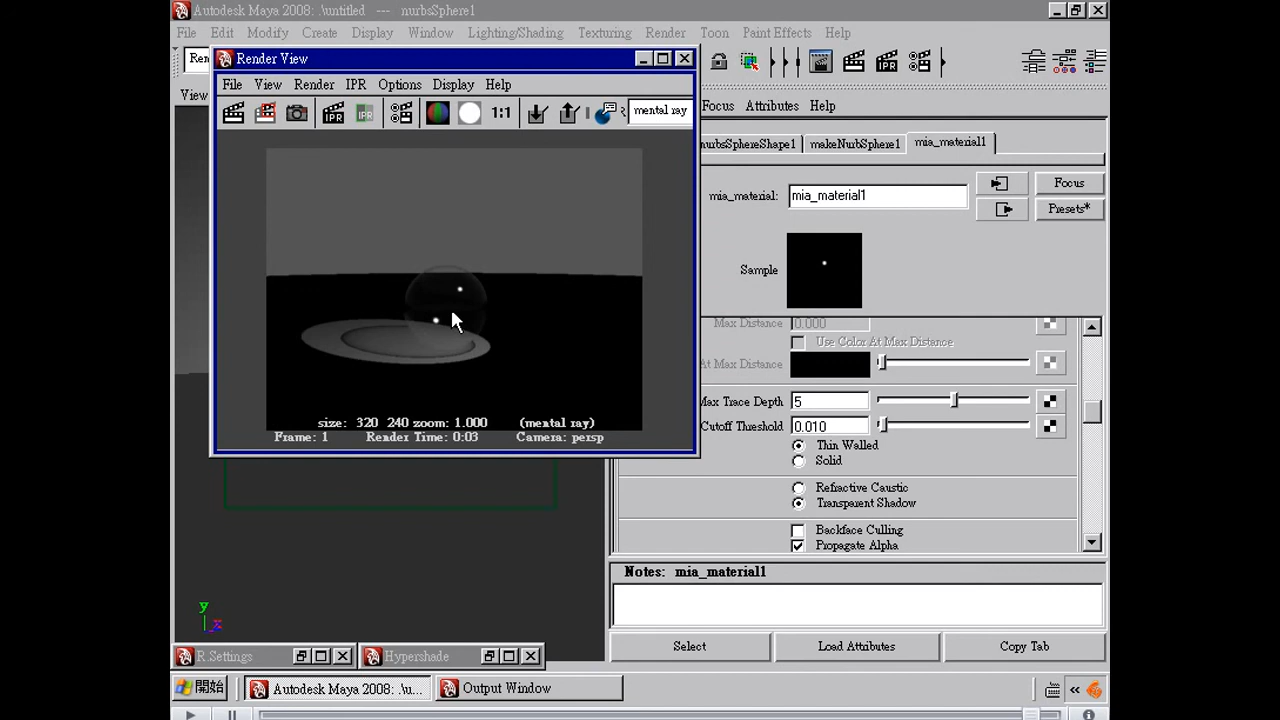 Autodesk Maya 2008: .\untitled --- nurbsSphere1
File Edit Modify Create Display Window Lighting/Shading Texturing Render Toon Paint Effects Help
Render View
File View Render IPR Options Display Help
IPR IPR 1:1 mental ray
IPR
View
Focus Attributes Help
nurbsSphereShape1 makeNurbSphere1 mia_material1
mia_material: mia_material1 Focus
Presets*
Sample
Max Distance 0.000
Use Color At Max Distance
At Max Distance
Max Trace Depth 5
Cutoff Threshold 0.010
Thin Walled
Solid
Refractive Caustic
Transparent Shadow
Backface Culling
Propagate Alpha
size: 320 240 zoom: 1.000 (mental ray)
Frame: 1 Render Time: 0:03 Camera: persp
Notes: mia_material1
Select Load Attributes Copy Tab
y
x
R.Settings Hypershade
開始 Autodesk Maya 2008: .\u... Output Window